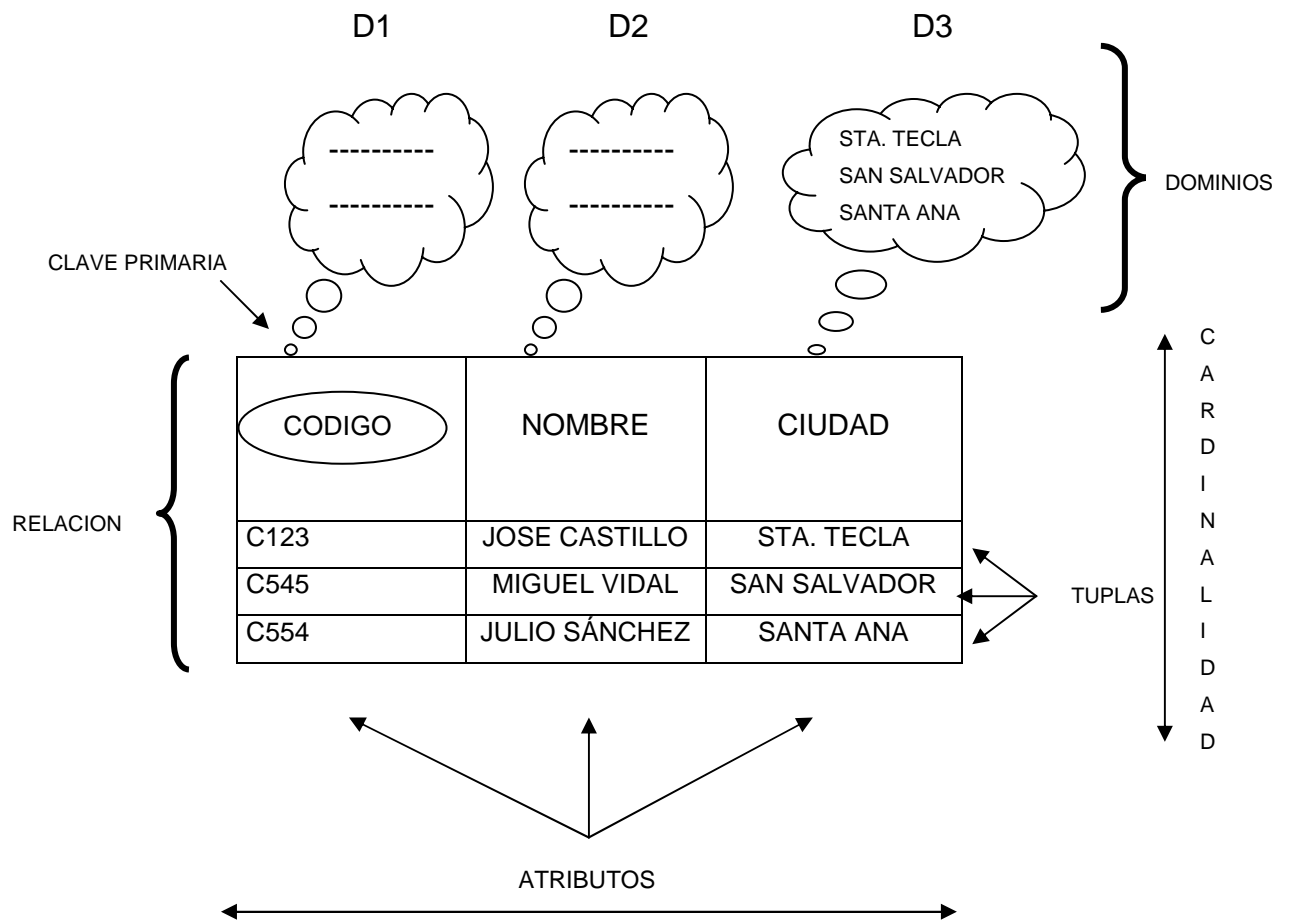 D1 D2 D3
----------
----------
----------
----------
STA. TECLA
SAN SALVADOR
SANTA ANA
DOMINIOS
CLAVE PRIMARIA
CODIGO NOMBRE CIUDAD
RELACION
C123 JOSE CASTILLO STA. TECLA
C545 MIGUEL VIDAL SAN SALVADOR
C554 JULIO SÁNCHEZ SANTA ANA
TUPLAS
C
A
R
D
I
N
A
L
I
D
A
D
ATRIBUTOS